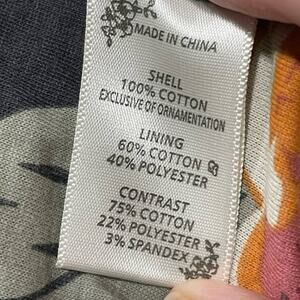 MADE IN CHINA
SHELL
100% COTTON
EXCLUSIVE OF ORNAMENTATION
LINING
60% COTTON
40% POLYESTER
CONTRAST
75% COTTON
22% POLYESTER
3% SPANDEX